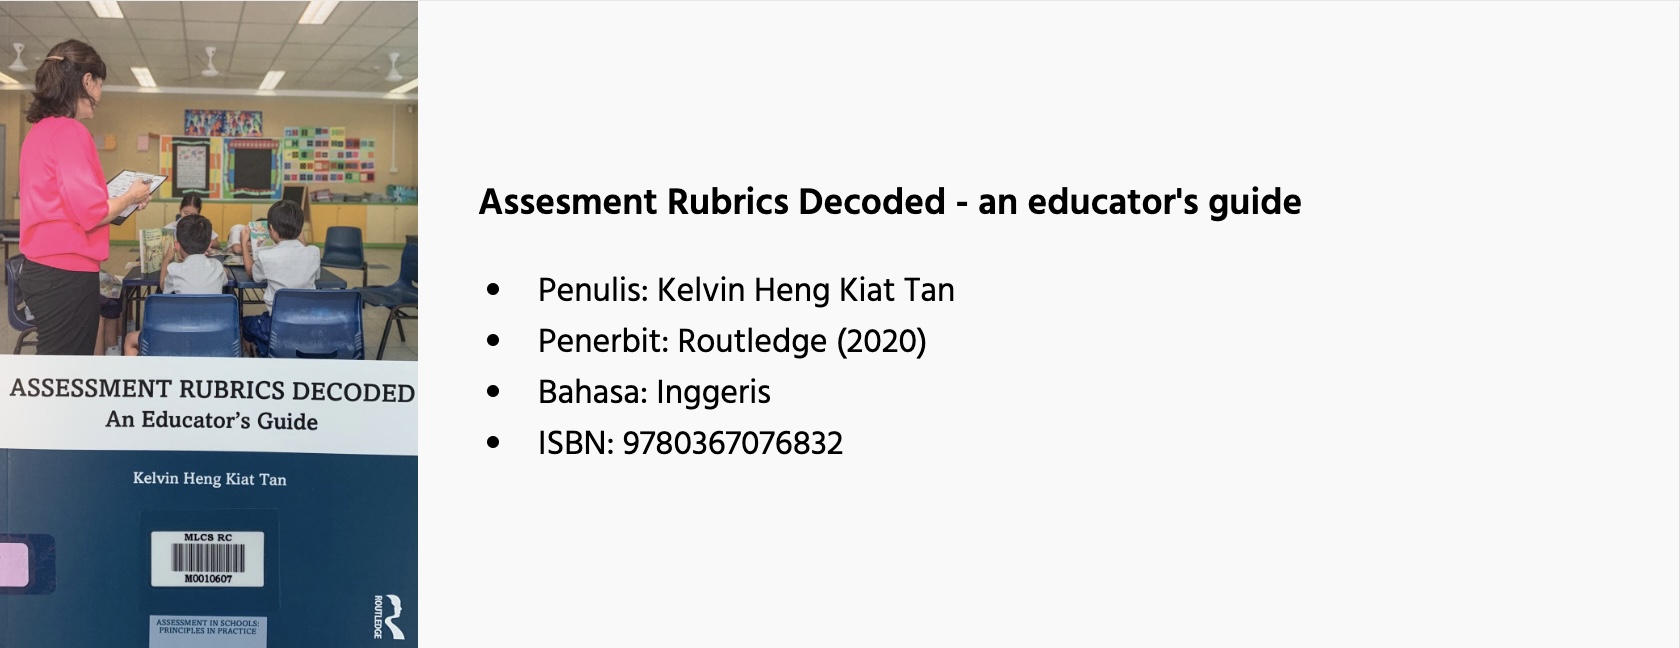 ASSESSMENT RUBRICS DECODED
An Educator's Guide
Kelvin Heng Kiat Tan
MLCS RC
M0010607
ASSESSMENT IN SCHOOLS:
PRINCIPLES IN PRACTICE
ROUTLEDGE
Assesment Rubrics Decoded - an educator's guide
• Penulis: Kelvin Heng Kiat Tan
• Penerbit: Routledge (2020)
• Bahasa: Inggeris
• ISBN: 9780367076832